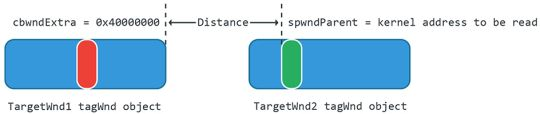 cbwndExtra = 0x40000000
Distance
spwndParent = kernel address to be read
TargetWnd1 tagWnd object
TargetWnd2 tagWnd object